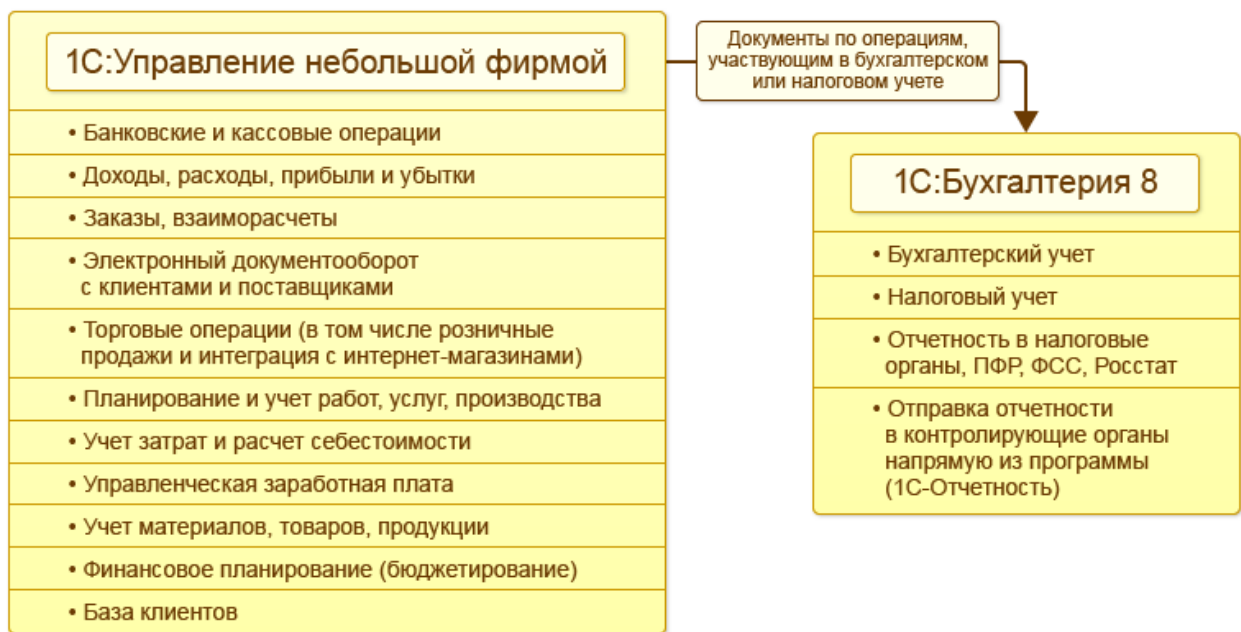 1С:Управление небольшой фирмой
• Банковские и кассовые операции
• Доходы, расходы, прибыли и убытки
• Заказы, взаиморасчеты
• Электронный документооборот
с клиентами и поставщиками
• Торговые операции (в том числе розничные
продажи и интеграция с интернет-магазинами)
• Планирование и учет работ, услуг, производства
• Учет затрат и расчет себестоимости
• Управленческая заработная плата
• Учет материалов, товаров, продукции
• Финансовое планирование (бюджетирование)
• База клиентов
Документы по операциям,
участвующим в бухгалтерском
или налоговом учете
1С:Бухгалтерия 8
• Бухгалтерский учет
• Налоговый учет
• Отчетность в налоговые
органы, ПФР, ФСС, Росстат
• Отправка отчетности
в контролирующие органы
напрямую из программы
(1С-Отчетность)